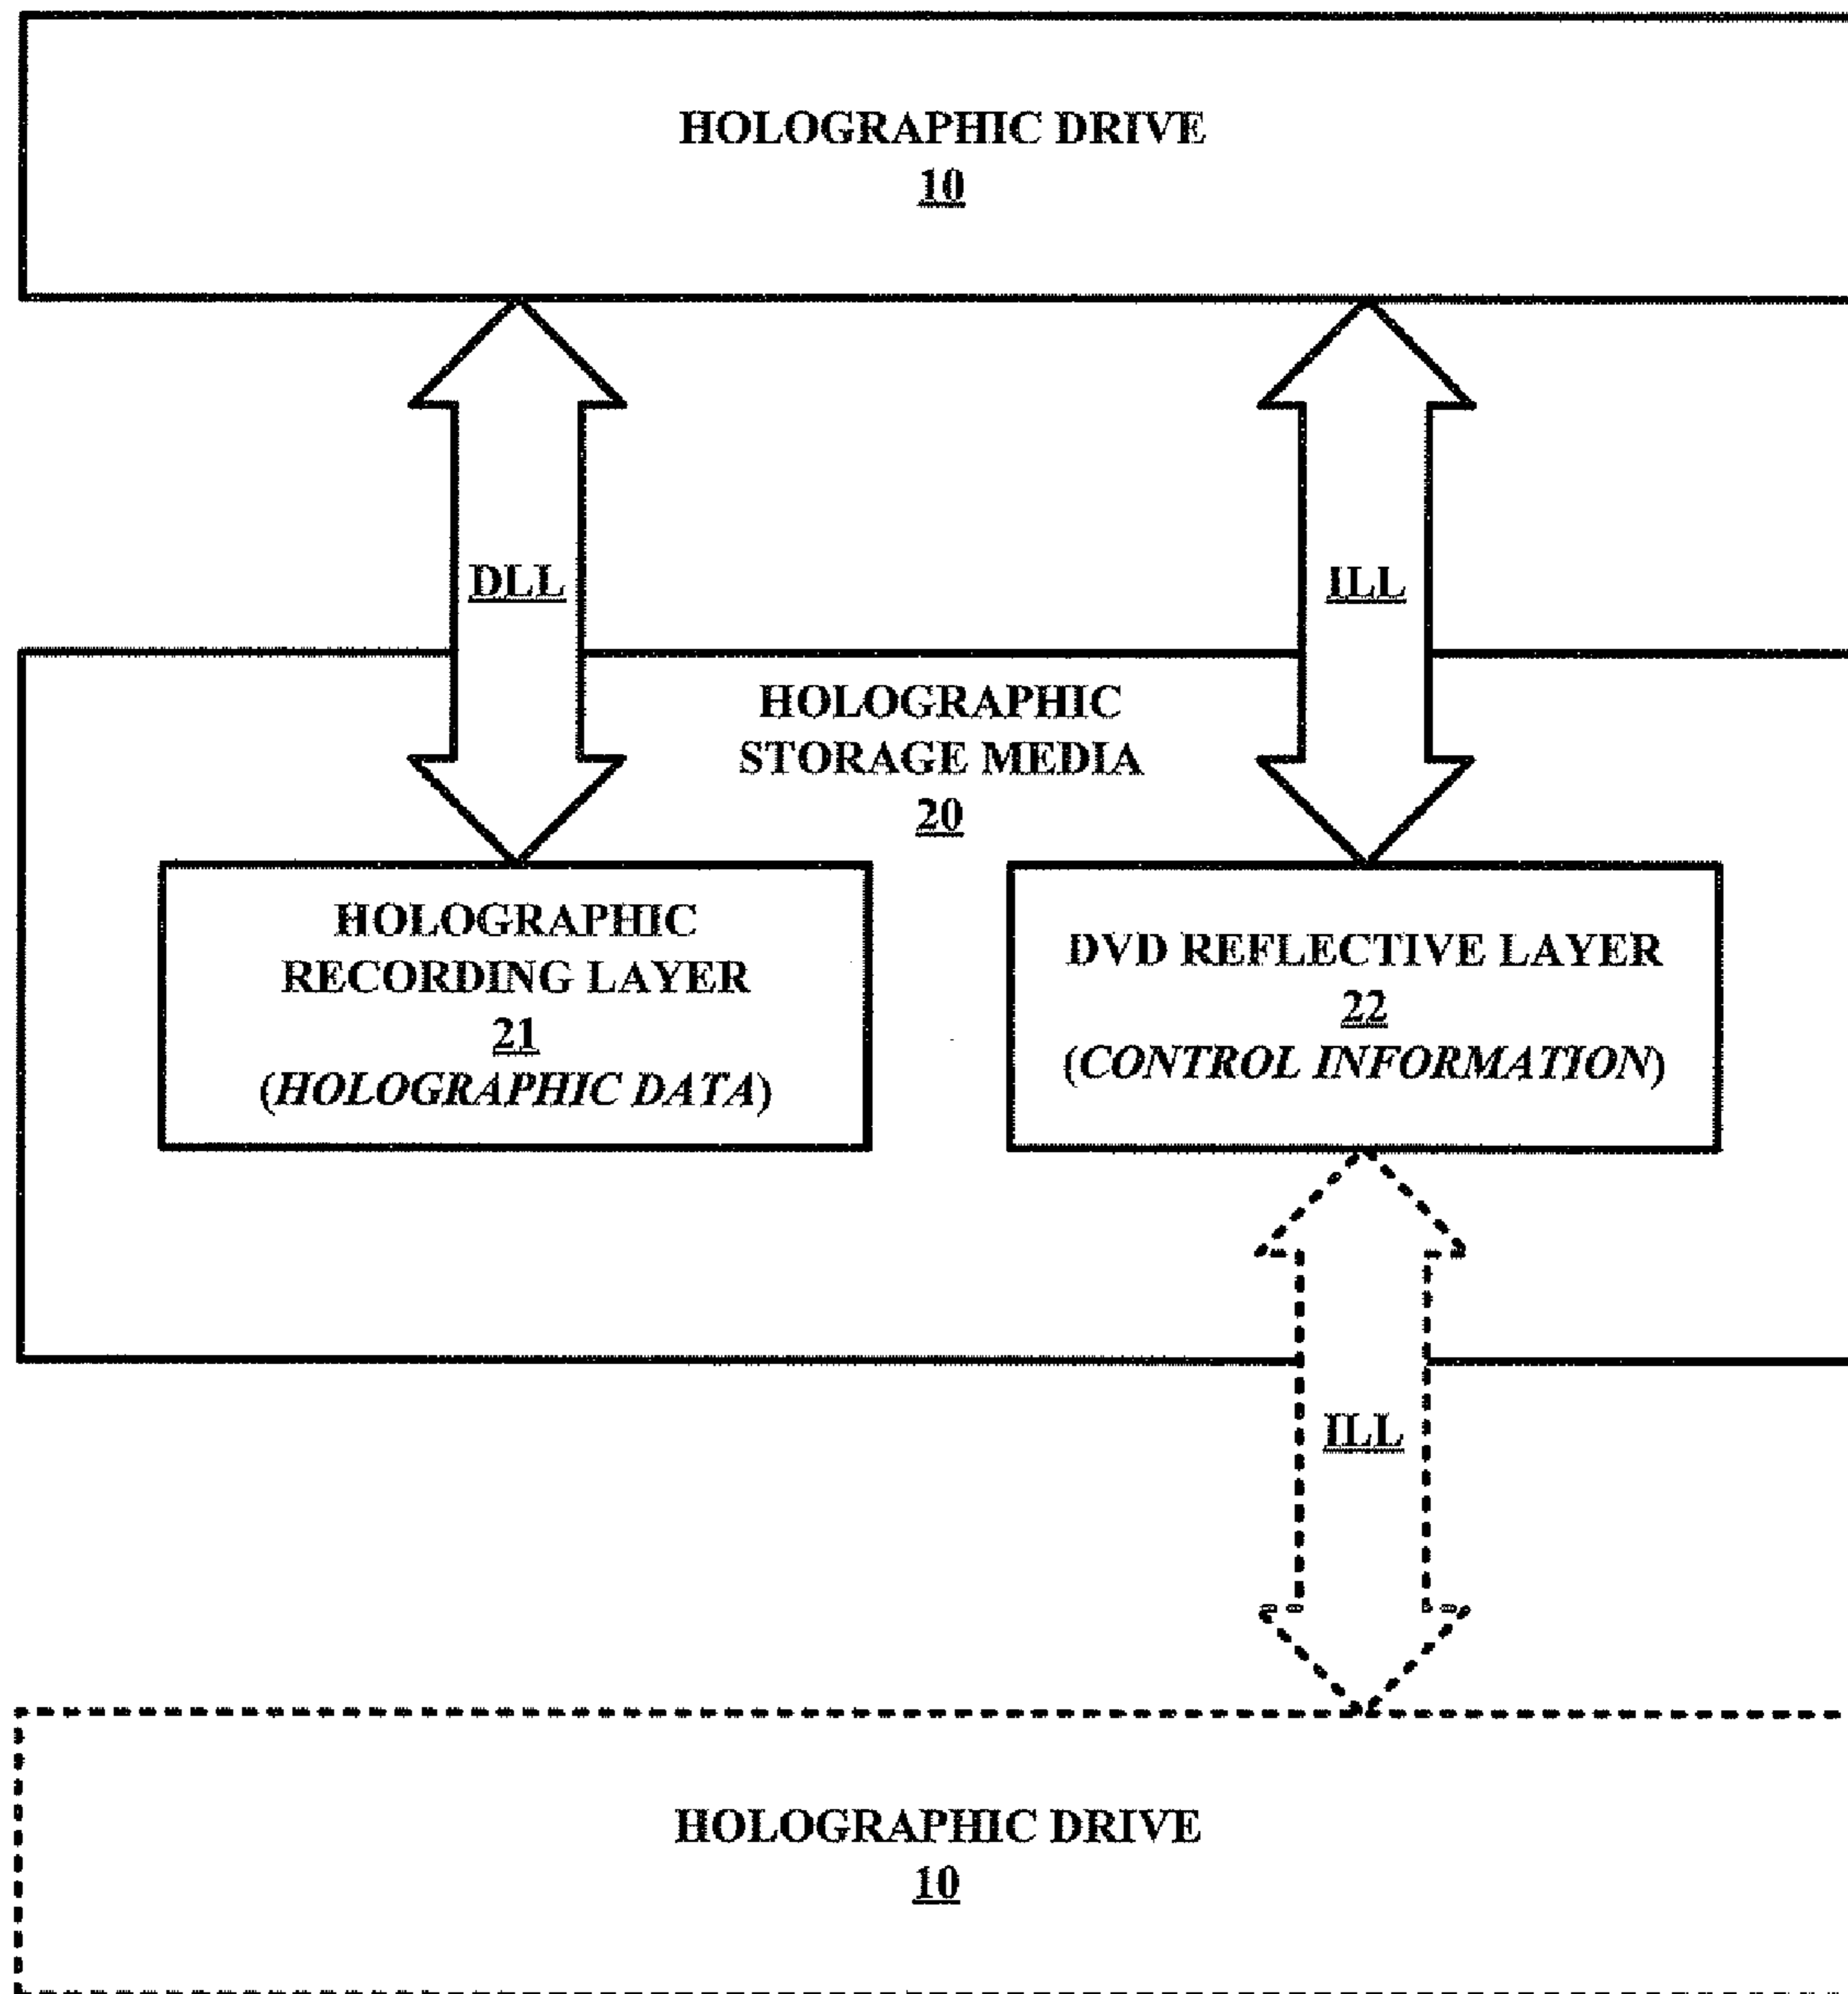 HOLOGRAPHIC DRIVE
10
DLL
ILL
HOLOGRAPHIC
STORAGE MEDIA
20
HOLOGRAPHIC
RECORDING LAYER
21
(HOLOGRAPHIC DATA)
DVD REFLECTIVE LAYER
22
(CONTROL INFORMATION)
ILL
HOLOGRAPHIC DRIVE
10